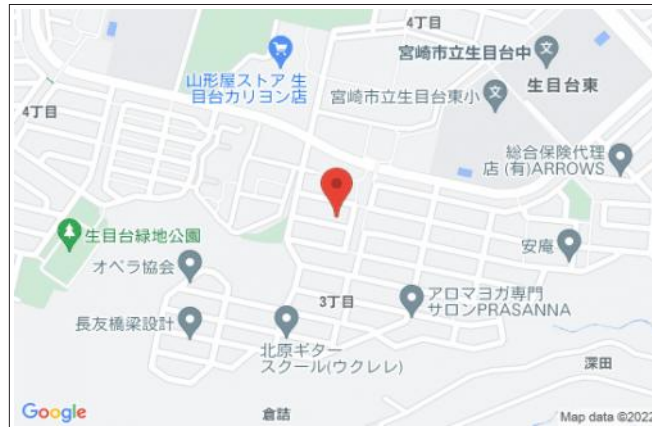 4丁目
宮崎市立生目台中
山形屋ストア 生
目台カリヨン店
宮崎市立生目台東小
生目台東
4丁目
総合保険代理
店 (有)ARROWS
生目台緑地公園
オペラ協会
安庵
3丁目
アロマヨガ専門
サロンPRASANNA
長友橋梁設計
北原ギター
スクール(ウクレレ)
深田
Google
倉詰
Map data ©2022